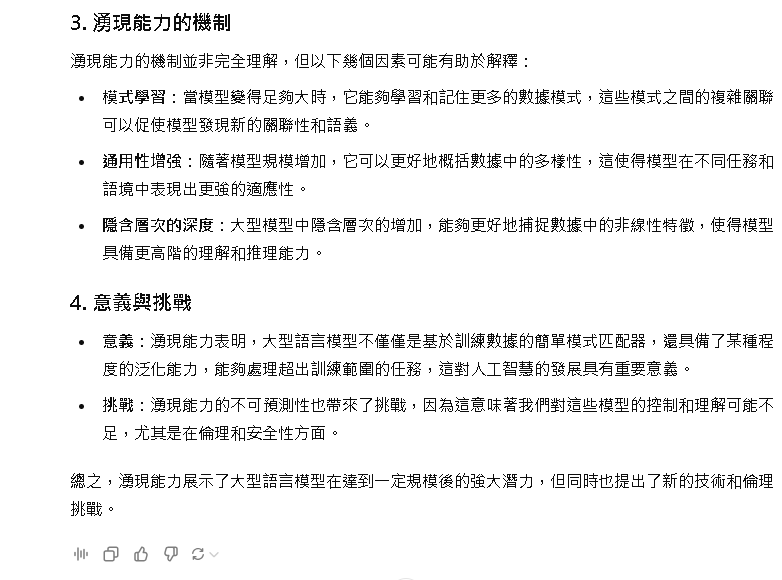 3. 湧現能力的機制
湧現能力的機制並非完全理解，但以下幾個因素可能有助於解釋：
• 模式學習：當模型變得足夠大時，它能夠學習和記住更多的數據模式，這些模式之間的複雜關聯
可以促使模型發現新的關聯性和語義。
• 通用性增強：隨著模型規模增加，它可以更好地概括數據中的多樣性，這使得模型在不同任務和
語境中表現出更強的適應性。
• 隱含層次的深度：大型模型中隱含層次的增加，能夠更好地捕捉數據中的非線性特徵，使得模型
具備更高階的理解和推理能力。
4. 意義與挑戰
• 意義：湧現能力表明，大型語言模型不僅僅是基於訓練數據的簡單模式匹配器，還具備了某種程
度的泛化能力，能夠處理超出訓練範圍的任務，這對人工智慧的發展具有重要意義。
• 挑戰：湧現能力的不可預測性也帶來了挑戰，因為這意味著我們對這些模型的控制和理解可能不
足，尤其是在倫理和安全性方面。
總之，湧現能力展示了大型語言模型在達到一定規模後的強大潛力，但同時也提出了新的技術和倫理
挑戰。